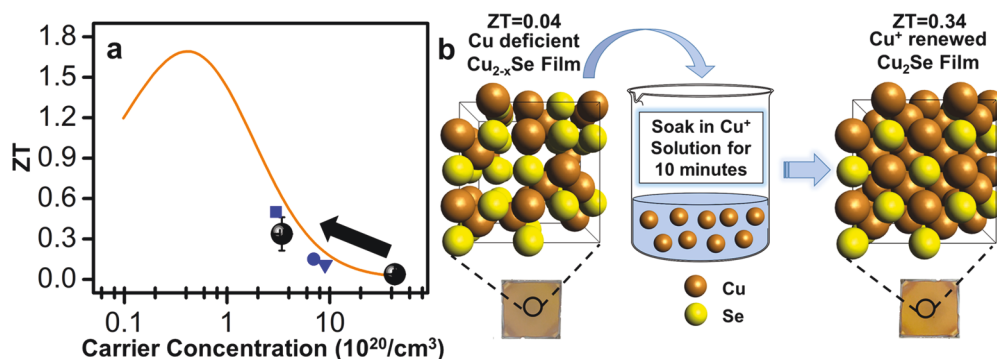 a
1.8
1.5
1.2
0.9
0.6
0.3
0.0
ZT
0.1
1
10
Carrier Concentration (10²⁰/cm³)
b
ZT=0.04
Cu deficient
Cu₂₋ₓSe Film
Soak in Cu⁺
Solution for
10 minutes
Cu
Se
ZT=0.34
Cu⁺ renewed
Cu₂Se Film